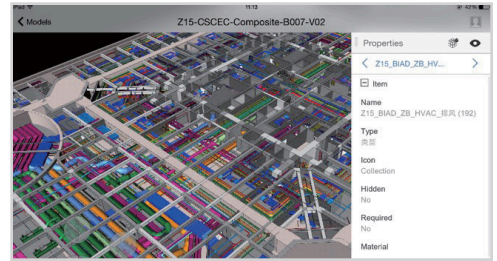 iPad
11:13
42%
Models
Z15-CSCEC-Composite-B007-V02
Properties
Z15_BIAD_ZB_HV...
Item
Name
Z15_BIAD_ZB_HVAC_排风 (192)
Type
类型
Icon
Collection
Hidden
No
Required
No
Material